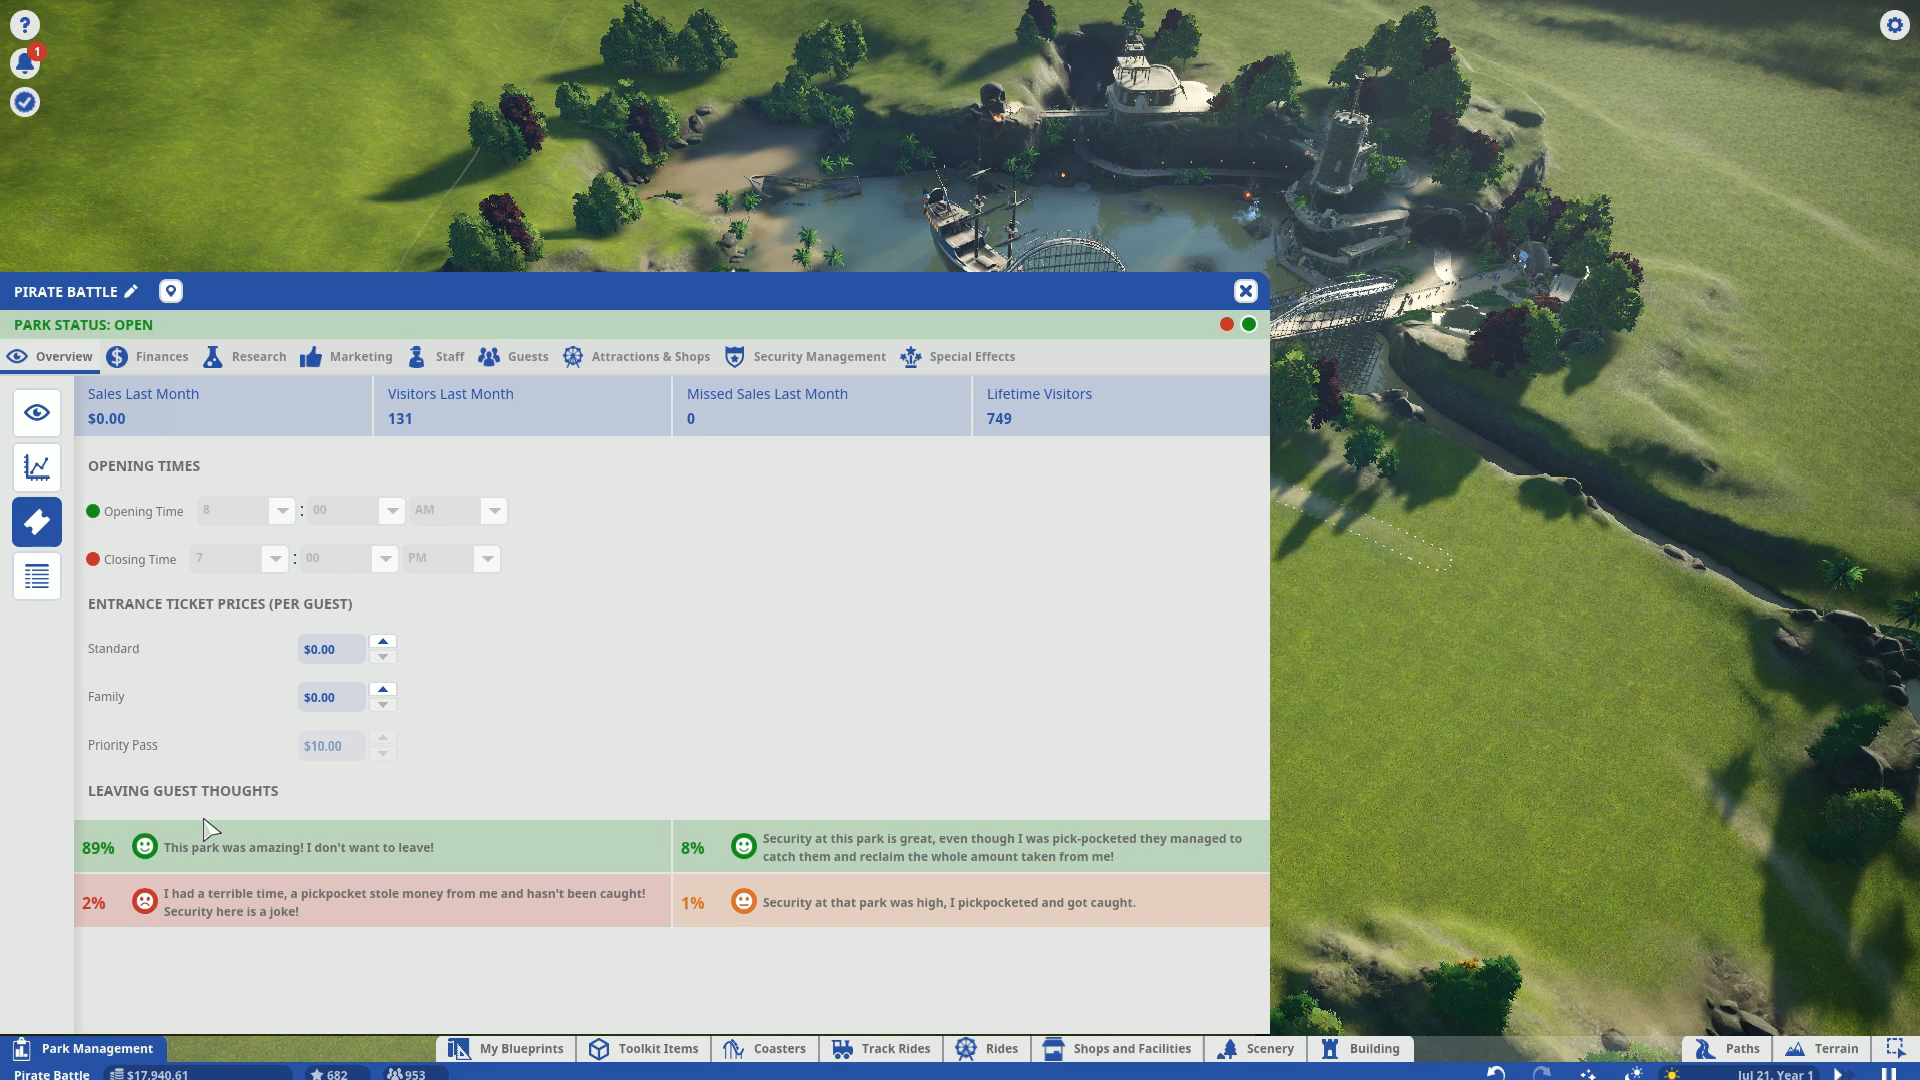 ?
1
PIRATE BATTLE
PARK STATUS: OPEN
Overview Finances Research Marketing Staff Guests Attractions & Shops Security Management Special Effects
Sales Last Month Visitors Last Month Missed Sales Last Month Lifetime Visitors
$0.00 131 0 749
OPENING TIMES
Opening Time 8 : 00 AM
Closing Time 7 : 00 PM
ENTRANCE TICKET PRICES (PER GUEST)
Standard $0.00
Family $0.00
Priority Pass $10.00
LEAVING GUEST THOUGHTS
89% This park was amazing! I don't want to leave!
8% Security at this park is great, even though I was pick-pocketed they managed to
catch them and reclaim the whole amount taken from me!
2% I had a terrible time, a pickpocket stole money from me and hasn't been caught!
Security here is a joke!
1% Security at that park was high, I pickpocketed and got caught.
Park Management My Blueprints Toolkit Items Coasters Track Rides Rides Shops and Facilities Scenery Building Paths Terrain
Pirate Battle $17,940.61 682 953 Jul 21, Year 1